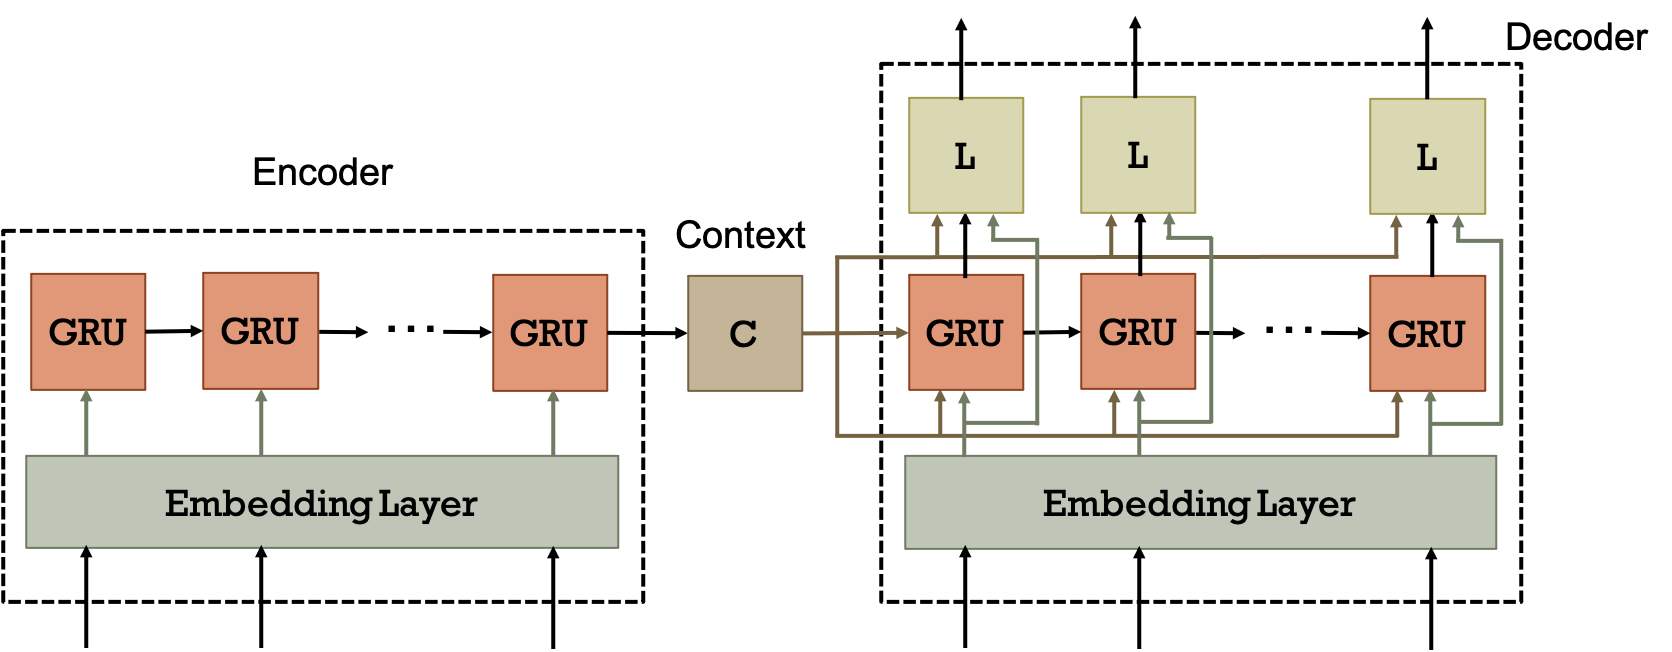 Decoder
L
L
L
Encoder
Context
GRU
GRU
...
GRU
C
GRU
GRU
...
GRU
Embedding Layer
Embedding Layer